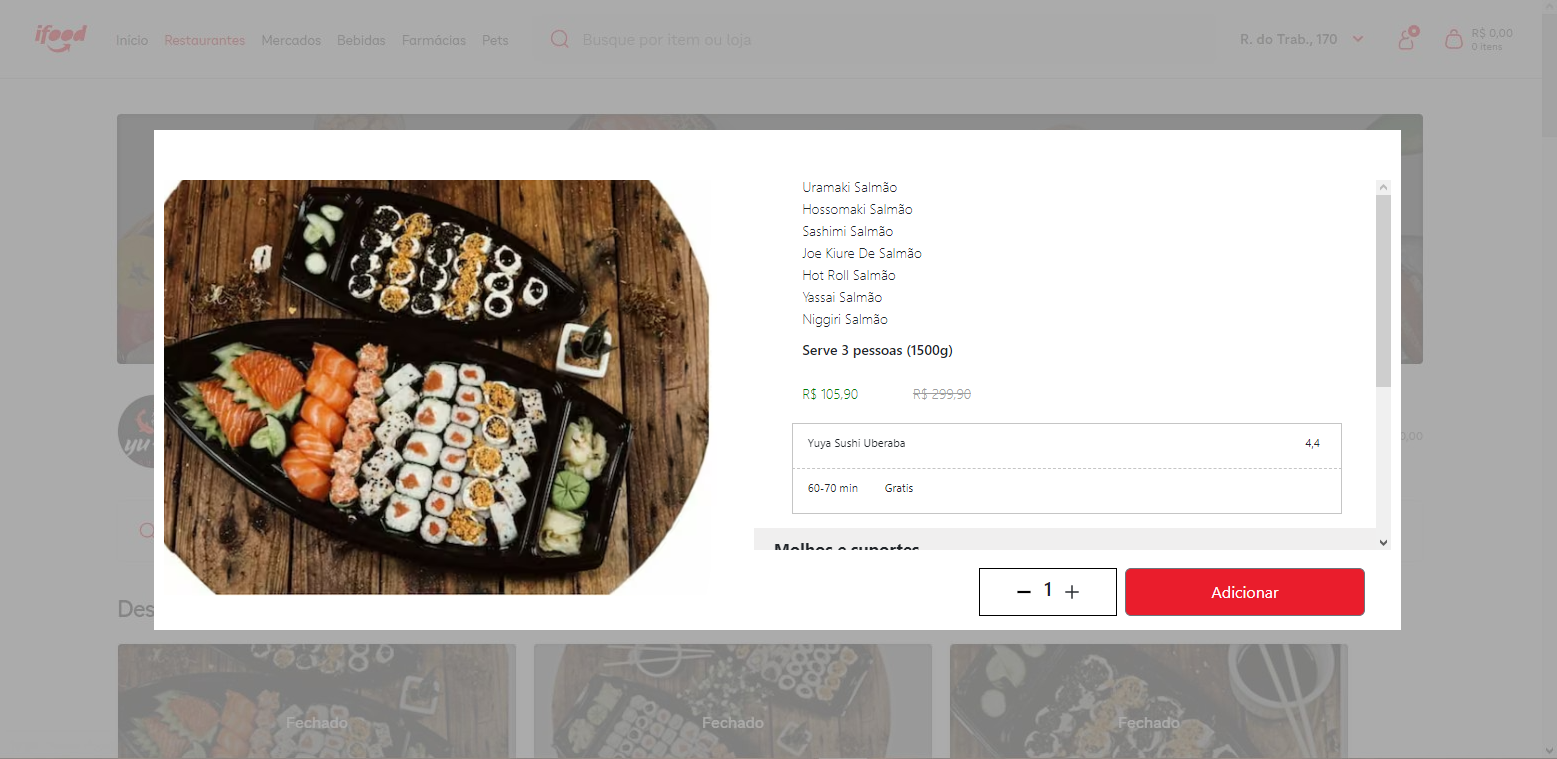 ifood
Início Restaurantes Mercados Bebidas Farmácias Pets
Busque por item ou loja
R. do Trab., 170
R$ 0,00
0 itens
Uramaki Salmão
Hossomaki Salmão
Sashimi Salmão
Joe Kiure De Salmão
Hot Roll Salmão
Yassai Salmão
Niggiri Salmão
Serve 3 pessoas (1500g)
R$ 105,90 R$ 299,90
Yuya Sushi Uberaba 4,4
60-70 min Gratis
Molhos e suportes
1
Adicionar
Fechado
Fechado
Fechado